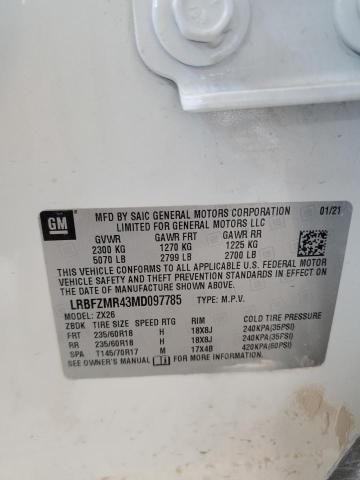 GM
MFD BY SAIC GENERAL MOTORS CORPORATION 01/21
LIMITED FOR GENERAL MOTORS LLC
GVWR GAWR FRT GAWR RR
2300 KG 1270 KG 1225 KG
5070 LB 2799 LB 2700 LB
THIS VEHICLE CONFORMS TO ALL APPLICABLE U.S. FEDERAL MOTOR
VEHICLE SAFETY AND THEFT PREVENTION STANDARDS IN EFFECT ON
THE DATE OF MANUFACTURE SHOWN ABOVE.
LRBFZMR43MD097785 TYPE: M.P.V.
MODEL: ZX26
ZBDK TIRE SIZE SPEED RTG RIM COLD TIRE PRESSURE
FRT 235/60R18 H 18X8J 240KPA(35PSI)
RR 235/60R18 H 18X8J 240KPA(35PSI)
SPA T145/70R17 M 17X4B 420KPA(60PSI)
SEE OWNER'S MANUAL FOR ADDITIONAL INFORMATION.